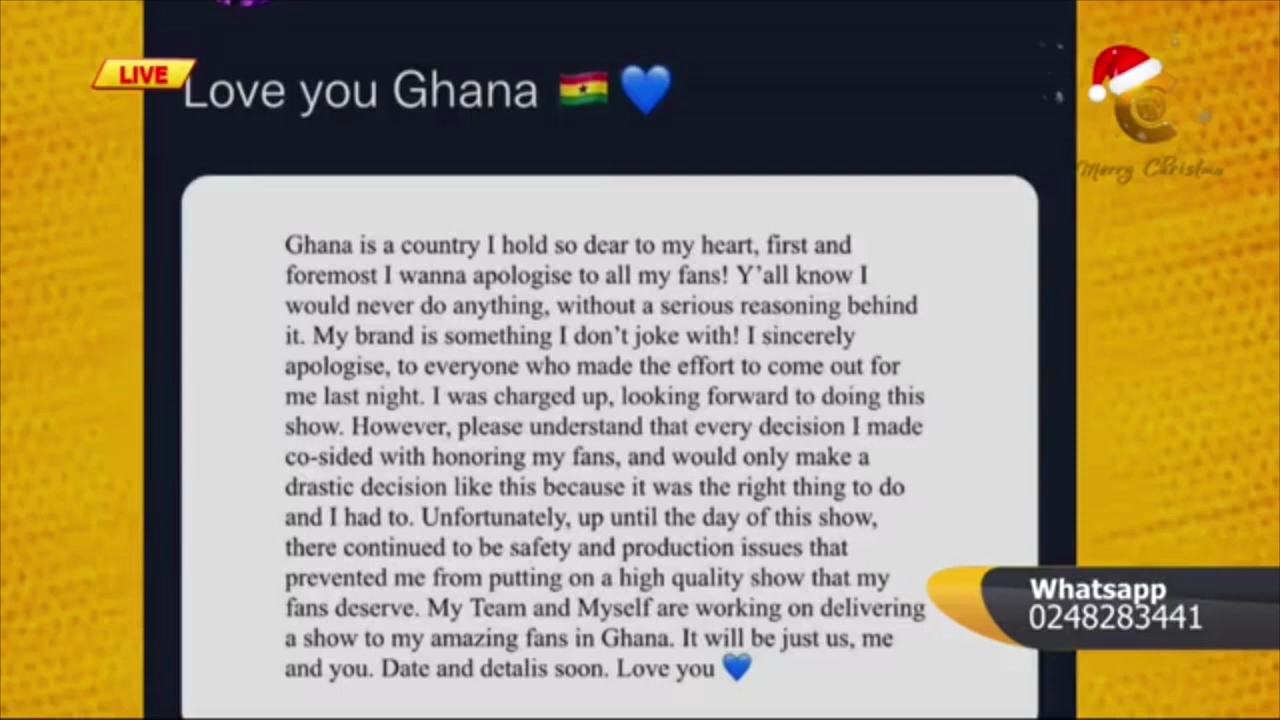 LIVE
Love you Ghana 🇬🇭 💙
Merry Christmas
Ghana is a country I hold so dear to my heart, first and
foremost I wanna apologise to all my fans! Y’all know I
would never do anything, without a serious reasoning behind
it. My brand is something I don’t joke with! I sincerely
apologise, to everyone who made the effort to come out for
me last night. I was charged up, looking forward to doing this
show. However, please understand that every decision I made
co-sided with honoring my fans, and would only make a
drastic decision like this because it was the right thing to do
and I had to. Unfortunately, up until the day of this show,
there continued to be safety and production issues that
prevented me from putting on a high quality show that my
fans deserve. My Team and Myself are working on delivering
a show to my amazing fans in Ghana. It will be just us, me
and you. Date and detalis soon. Love you 💙
Whatsapp
0248283441